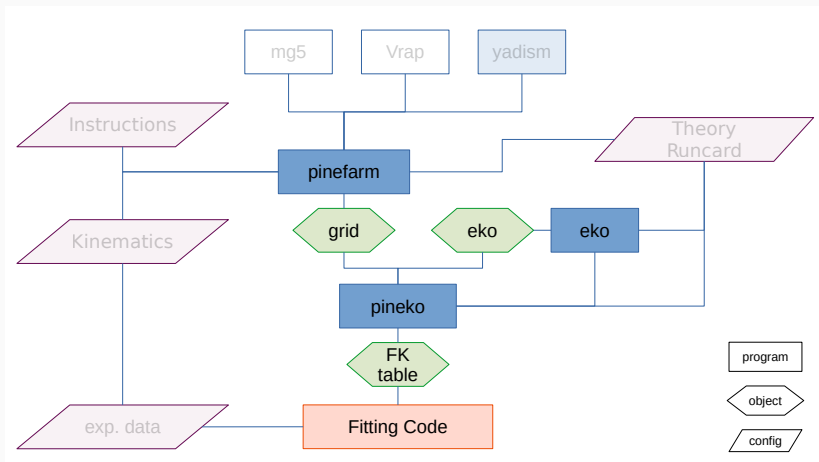 mg5
Vrap
yadism
Instructions
Theory
Runcard
pinefarm
Kinematics
grid
eko
eko
pineko
FK
table
exp. data
Fitting Code
program
object
config